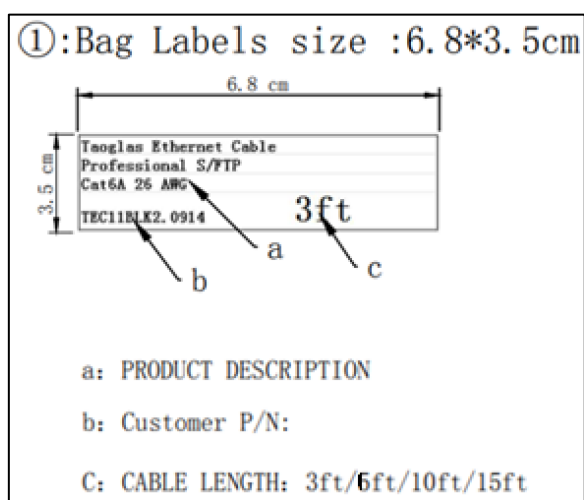 ①:Bag Labels size :6.8*3.5cm
6.8 cm
3.5 cm
Taoglas Ethernet Cable
Professional S/FTP
Cat6A 26 AWG
TEC11BLK2.0914 3ft
a
b
c
a: PRODUCT DESCRIPTION
b: Customer P/N:
C: CABLE LENGTH: 3ft/6ft/10ft/15ft